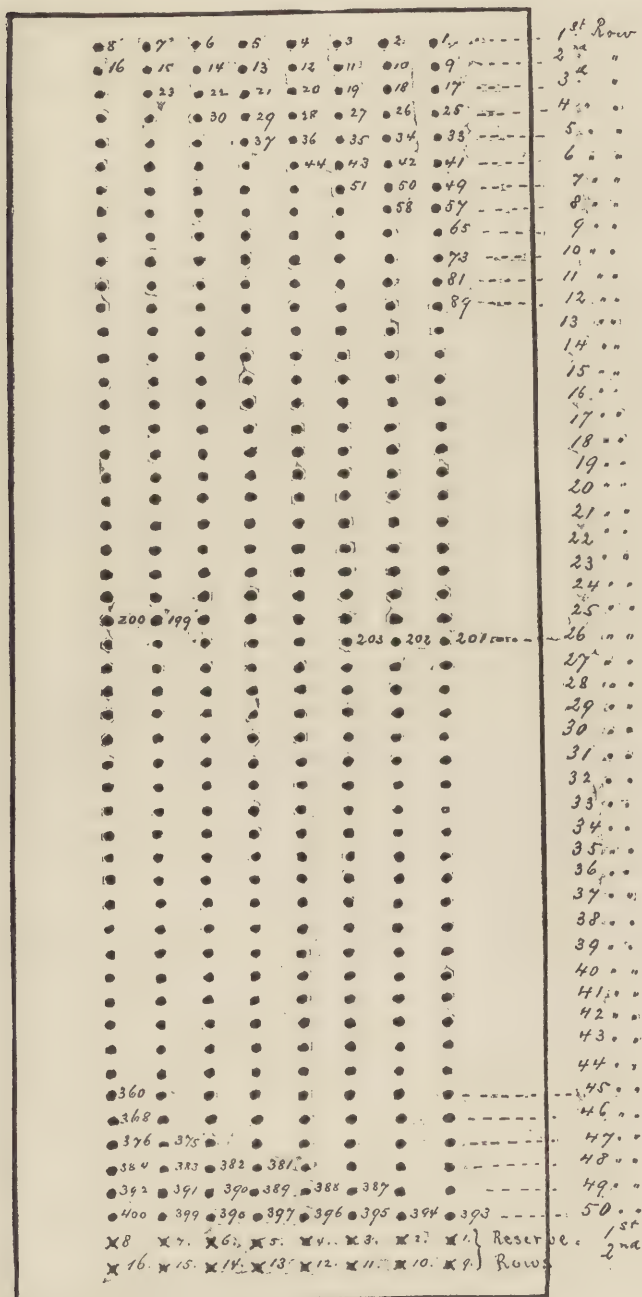 8 7 6 5 4 3 2 1 1st Row
16 15 14 13 12 11 10 9 2nd "
23 22 21 20 19 18 17 3d "
30 29 28 27 26 25 4 " "
37 36 35 34 33 5 " "
44 43 42 41 6 " "
51 50 49 7 " "
58 57 8 " "
65 9 " "
73 10 " "
81 11 " "
89 12 " "
13 " "
14 " "
15 " "
16 " "
17 " "
18 " "
19 " "
20 " "
21 " "
22 " "
23 " "
24 " "
200 199 25 " "
203 202 201 26 " "
27 " "
28 " "
29 " "
30 " "
31 " "
32 " "
33 " "
34 " "
35 " "
36 " "
37 " "
38 " "
39 " "
40 " "
41 " "
42 " "
43 " "
44 " "
360 45 " "
368 46 " "
376 375 47 " "
384 383 382 381 48 " "
392 391 390 389 388 387 49 " "
400 399 398 397 396 395 394 393 50 " "
8 7. 6. 5. 4. 3. 2. 1. Reserve. 1st
16. 15. 14. 13. 12. 11. 10. 9. Rows 2nd